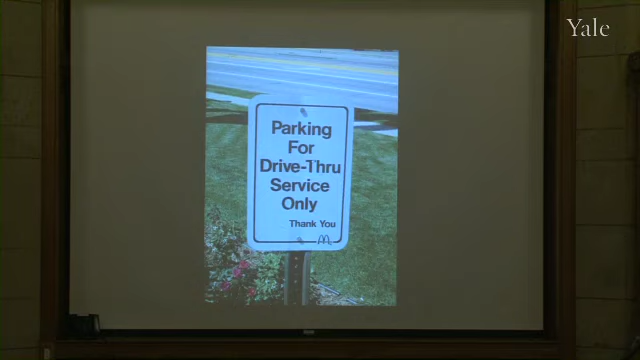 Yale
Parking
For
Drive-Thru
Service
Only
Thank You